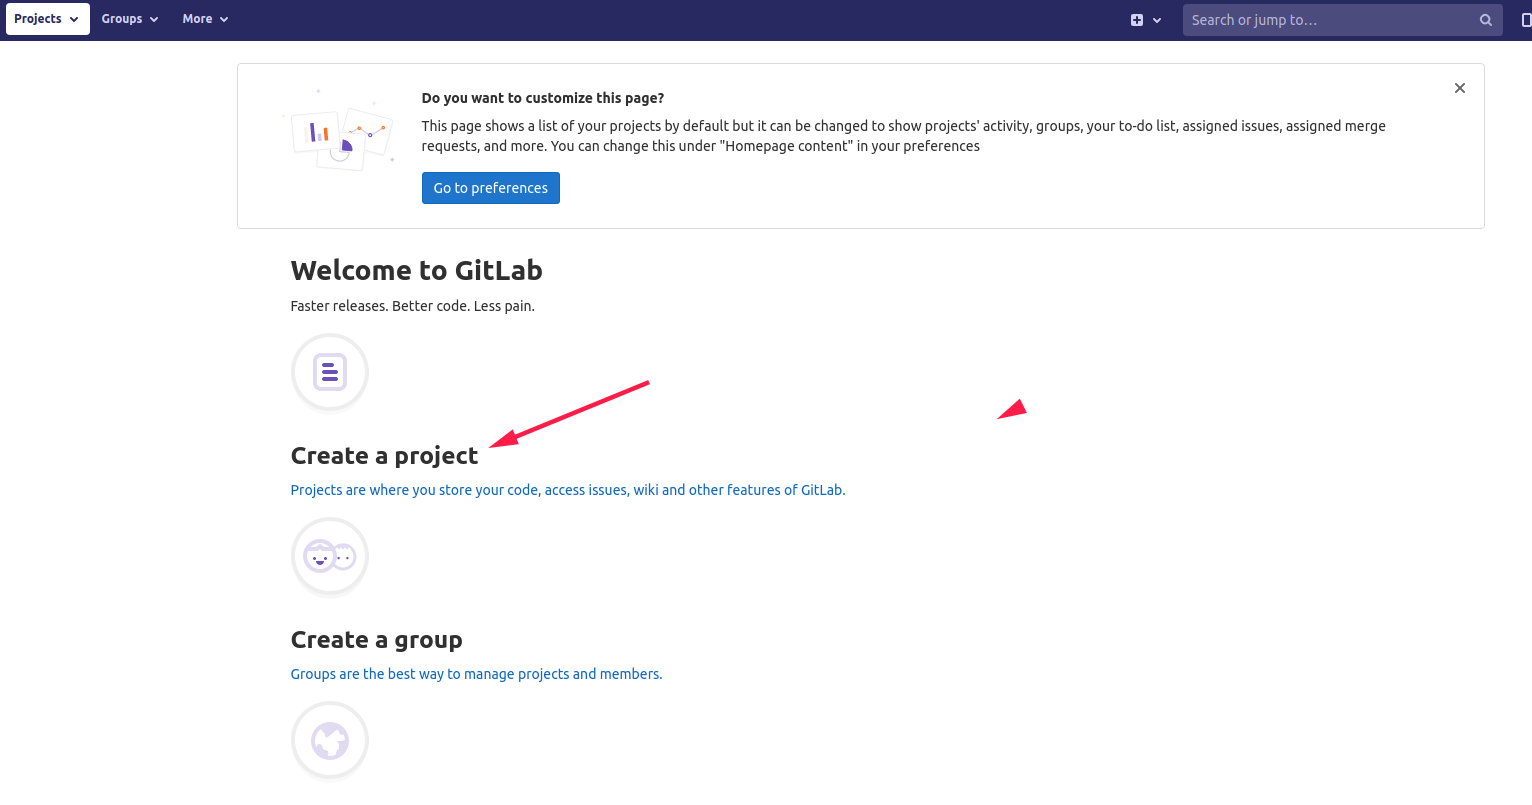 Projects Groups More Search or jump to...
Do you want to customize this page?
This page shows a list of your projects by default but it can be changed to show projects' activity, groups, your to-do list, assigned issues, assigned merge
requests, and more. You can change this under "Homepage content" in your preferences
Go to preferences
Welcome to GitLab
Faster releases. Better code. Less pain.
Create a project
Projects are where you store your code, access issues, wiki and other features of GitLab.
Create a group
Groups are the best way to manage projects and members.